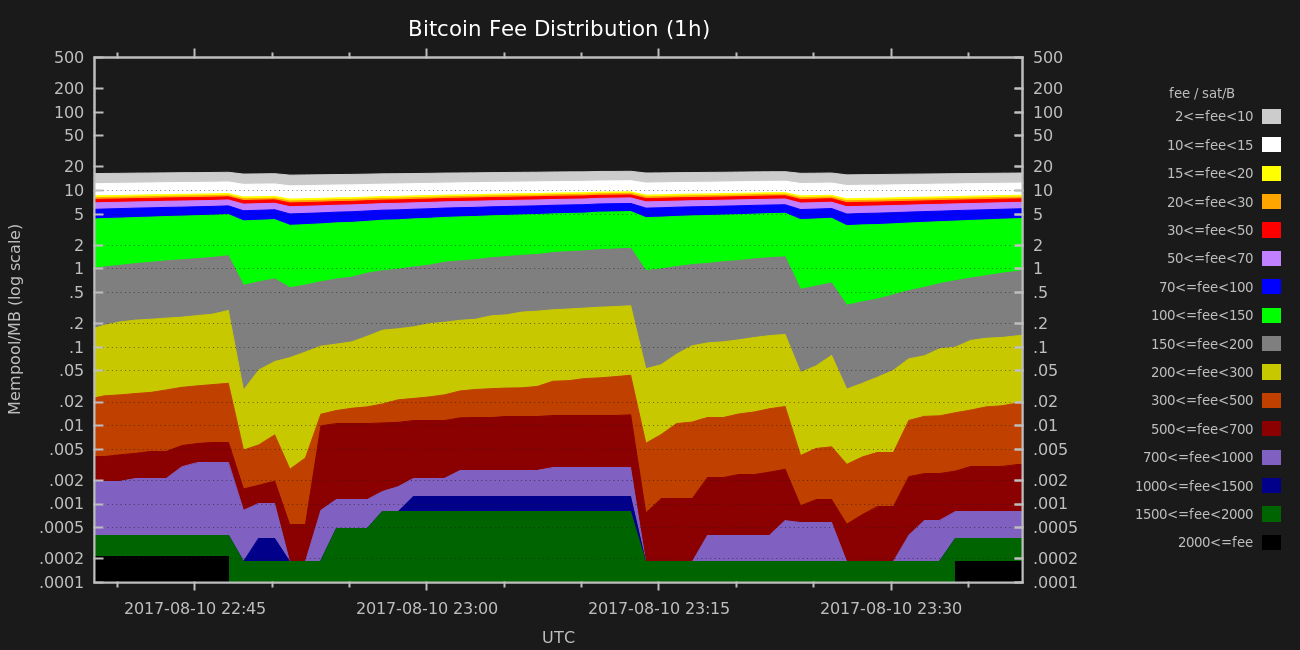 Bitcoin Fee Distribution (1h)
500 500
200 200
100 100
50 50
20 20
10 10
5 5
2 2
1 1
.5 .5
.2 .2
.1 .1
.05 .05
.02 .02
.01 .01
.005 .005
.002 .002
.001 .001
.0005 .0005
.0002 .0002
.0001 .0001
Mempool/MB (log scale)
2017-08-10 22:45 2017-08-10 23:00 2017-08-10 23:15 2017-08-10 23:30
UTC
fee / sat/B
2<=fee<10
10<=fee<15
15<=fee<20
20<=fee<30
30<=fee<50
50<=fee<70
70<=fee<100
100<=fee<150
150<=fee<200
200<=fee<300
300<=fee<500
500<=fee<700
700<=fee<1000
1000<=fee<1500
1500<=fee<2000
2000<=fee